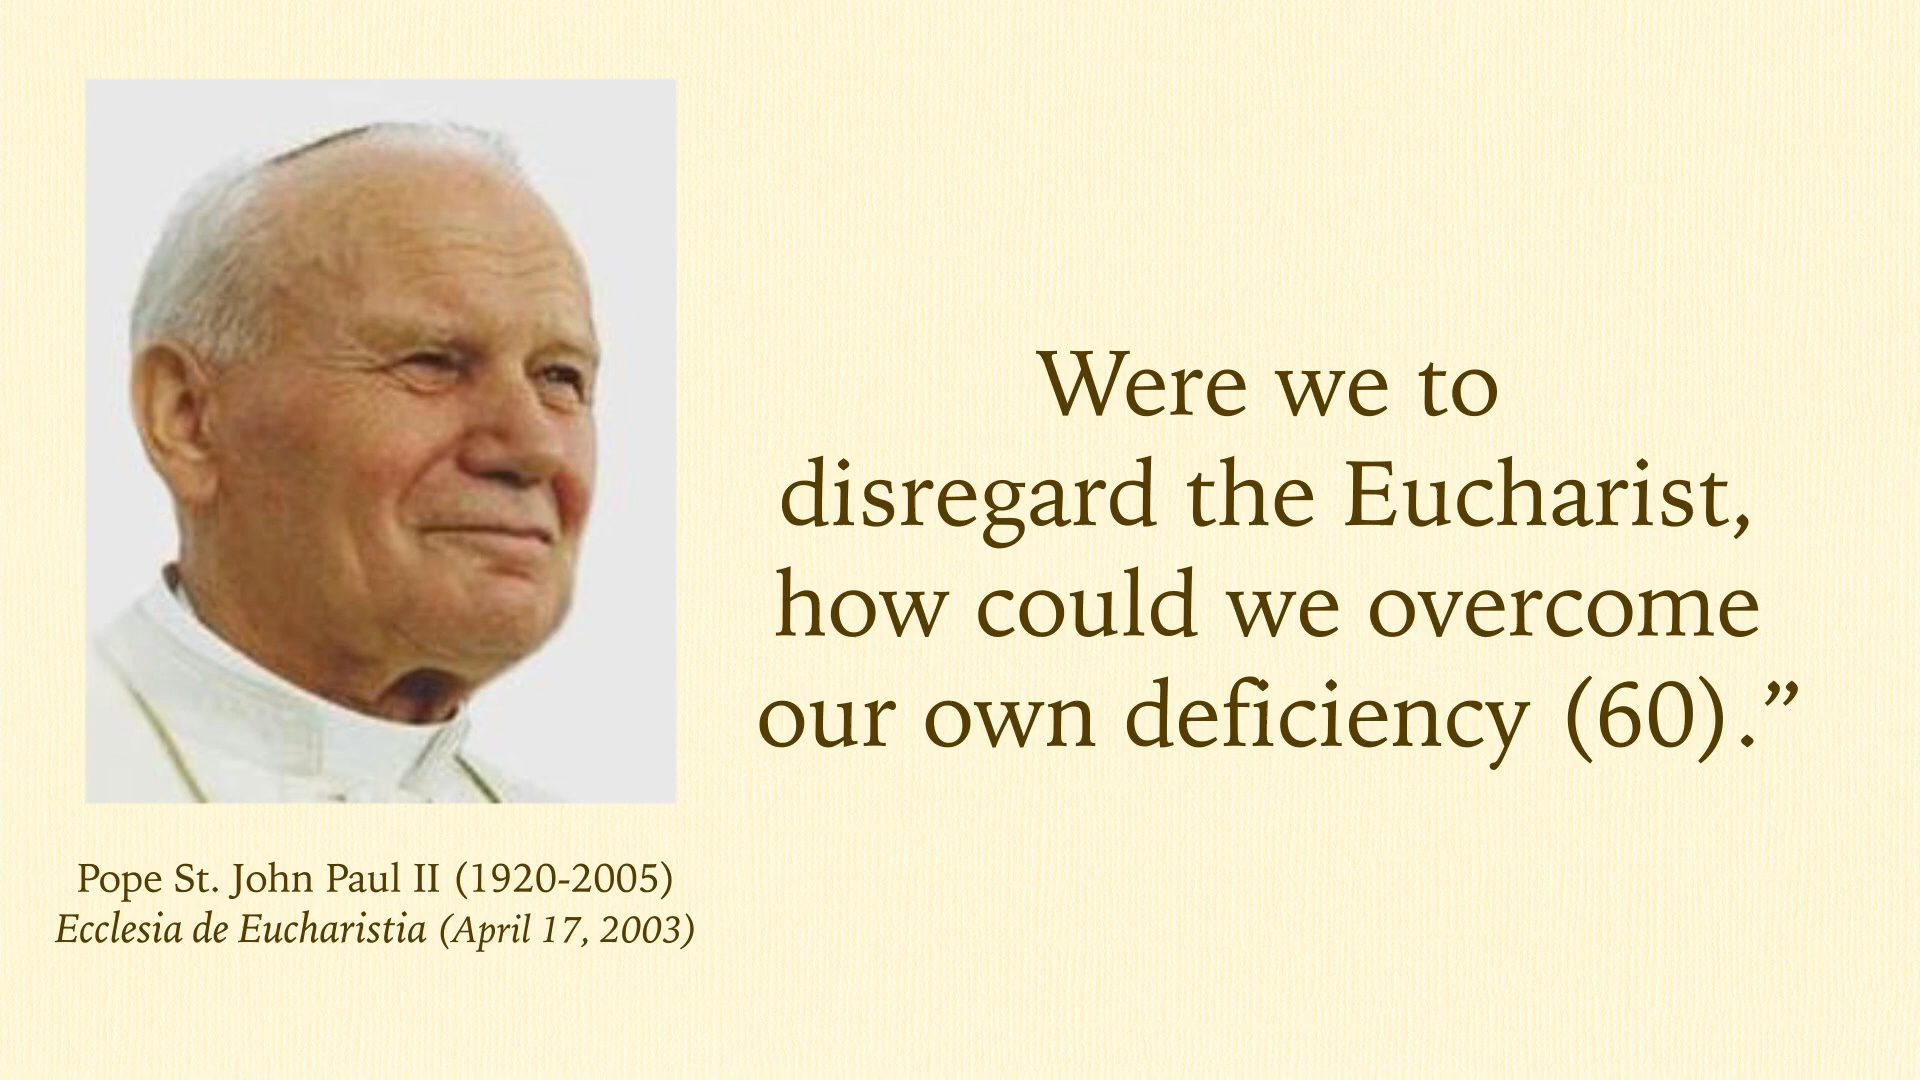 Were we to
disregard the Eucharist,
how could we overcome
our own deficiency (60).”
Pope St. John Paul II (1920-2005)
Ecclesia de Eucharistia (April 17, 2003)